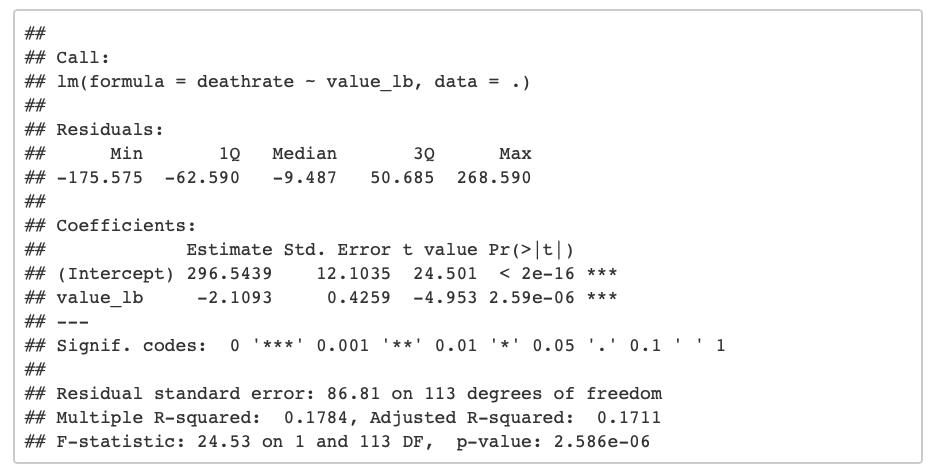 ##
## Call:
## lm(formula = deathrate ~ value_lb, data = .)
##
## Residuals:
##      Min       1Q   Median       3Q      Max
## -175.575  -62.590   -9.487   50.685  268.590
##
## Coefficients:
##             Estimate Std. Error t value Pr(>|t|)
## (Intercept) 296.5439    12.1035  24.501  < 2e-16 ***
## value_lb     -2.1093     0.4259  -4.953 2.59e-06 ***
## ---
## Signif. codes:  0 '***' 0.001 '**' 0.01 '*' 0.05 '.' 0.1 ' ' 1
##
## Residual standard error: 86.81 on 113 degrees of freedom
## Multiple R-squared:  0.1784, Adjusted R-squared:  0.1711
## F-statistic: 24.53 on 1 and 113 DF,  p-value: 2.586e-06